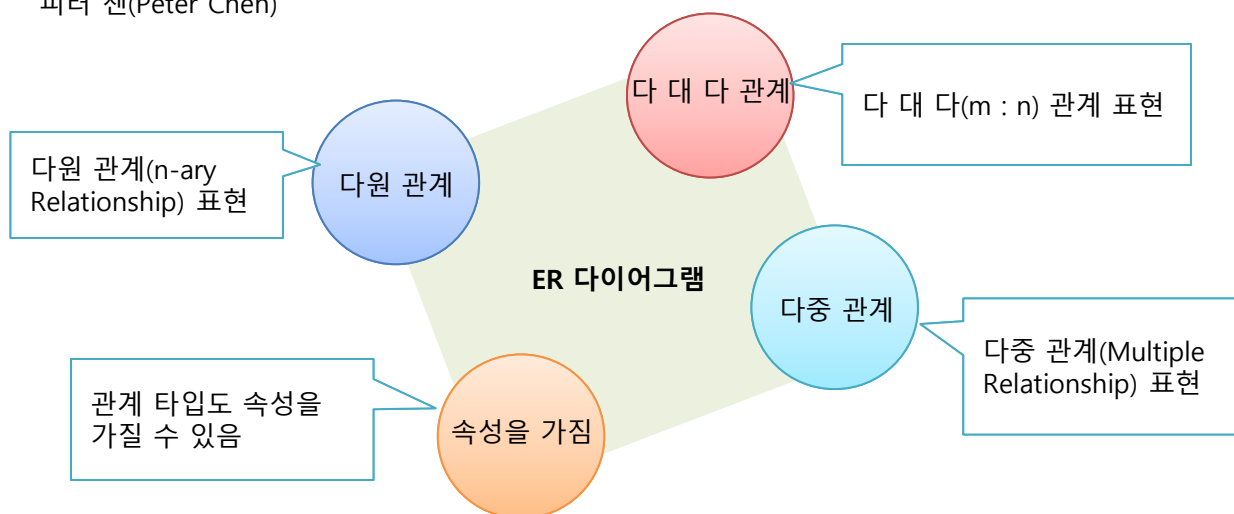 피터 첸(Peter Chen)
다 대 다 관계
다 대 다(m : n) 관계 표현
다원 관계(n-ary
Relationship) 표현
다원 관계
ER 다이어그램
다중 관계
다중 관계(Multiple
Relationship) 표현
관계 타입도 속성을
가질 수 있음
속성을 가짐